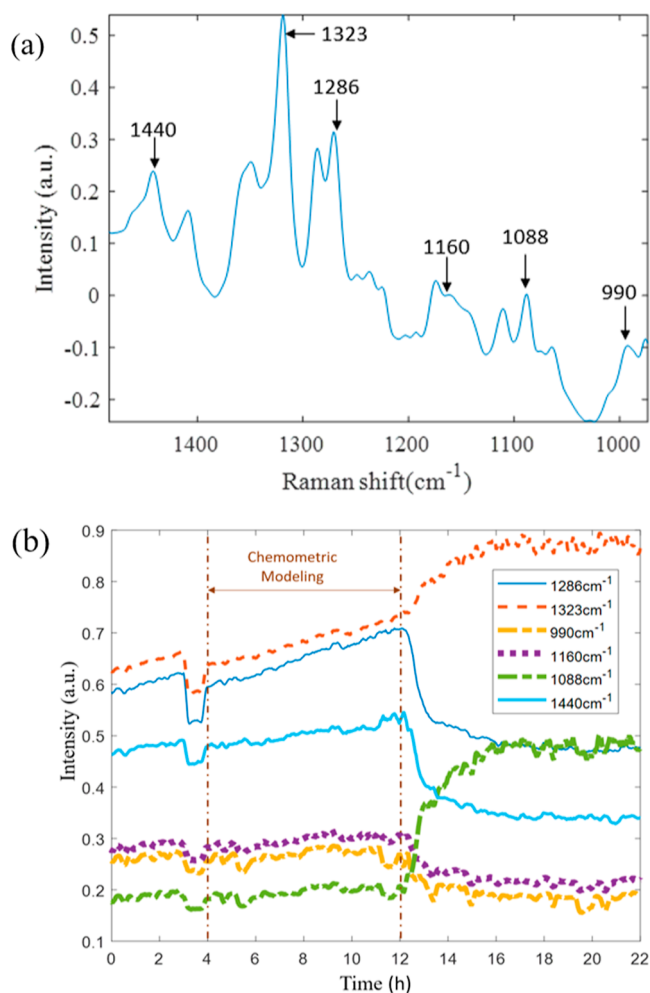 (a)
0.5
0.4
0.3
0.2
0.1
0
-0.1
-0.2
Intensity (a.u.)
1323
1286
1440
1160
1088
990
1400
1300
1200
1100
1000
Raman shift(cm-1)
(b)
0.9
0.8
0.7
0.6
0.5
0.4
0.3
0.2
0.1
Intensity (a.u.)
Chemometric
Modeling
1286cm-1
1323cm-1
990cm-1
1160cm-1
1088cm-1
1440cm-1
0 2 4 6 8 10 12 14 16 18 20 22
Time (h)